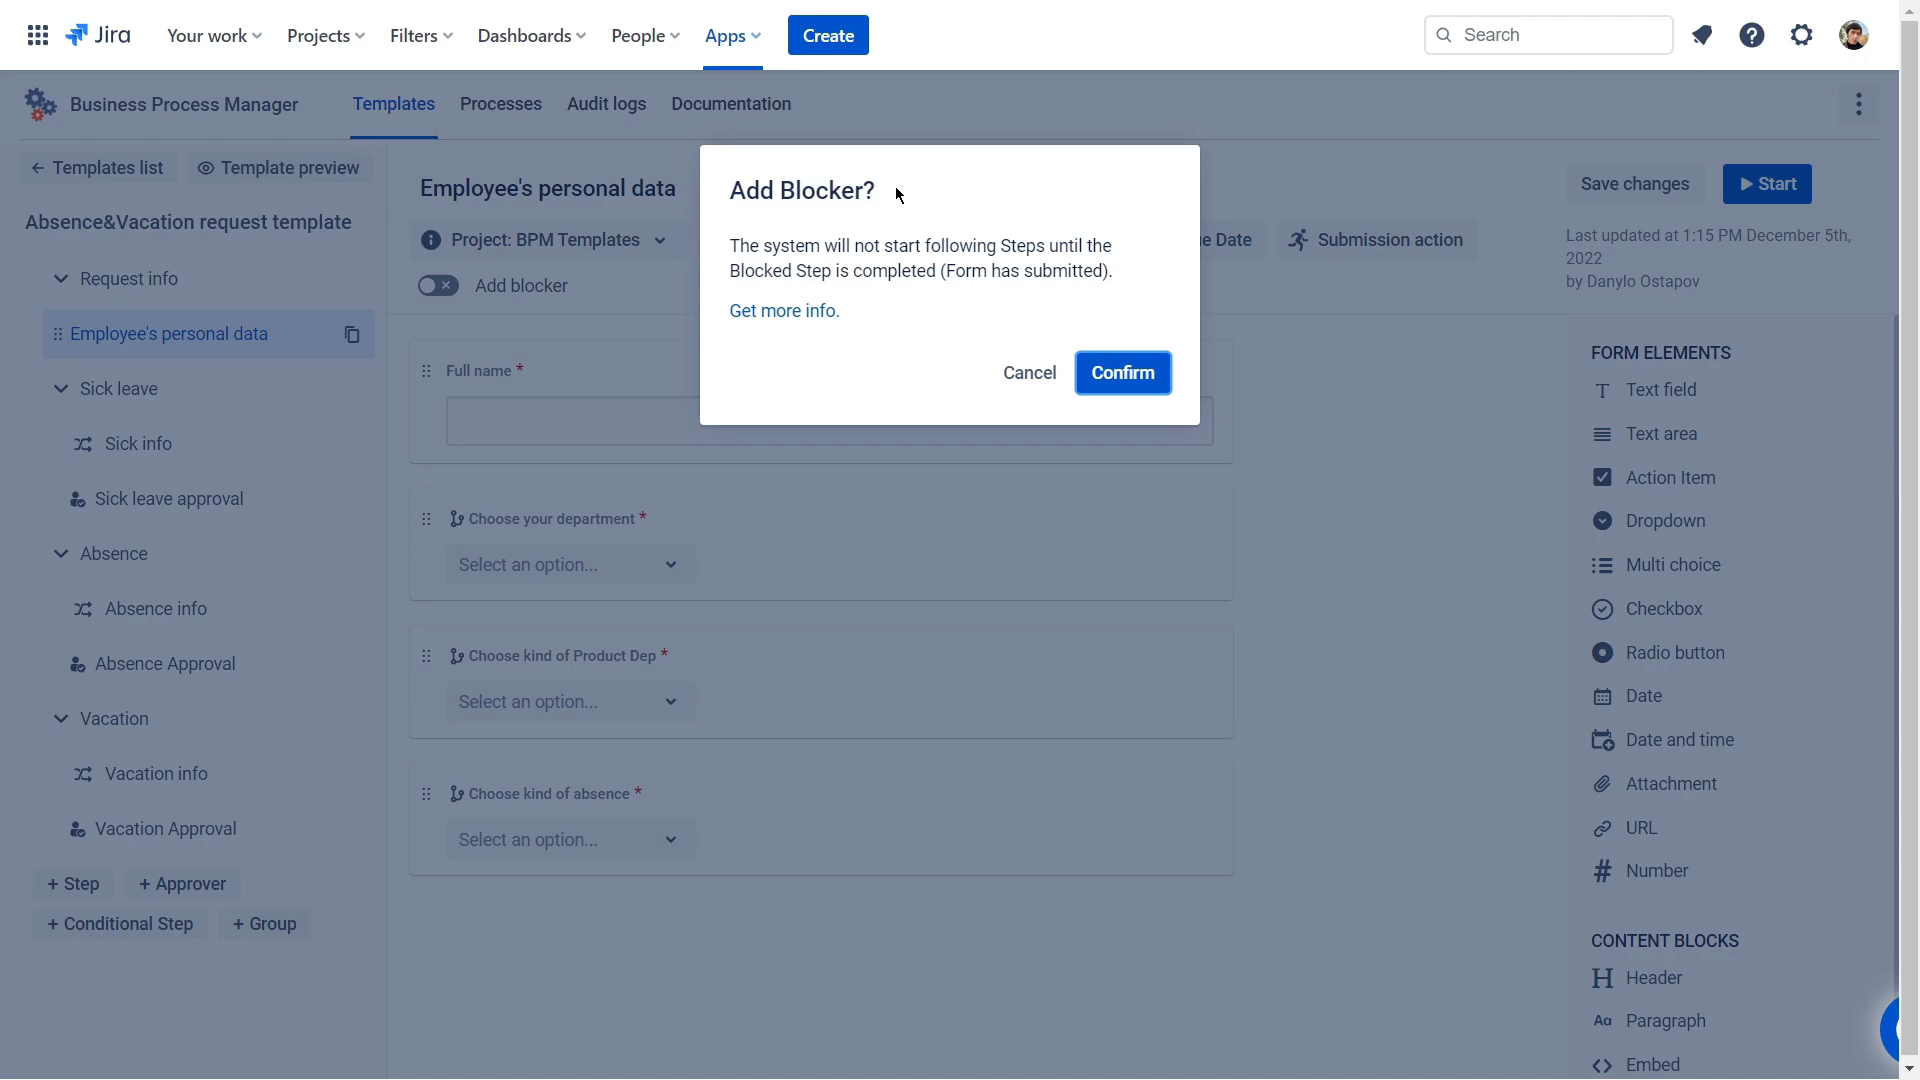 Jira
Your work
Projects
Filters
Dashboards
People
Apps
Create
Search
Business Process Manager
Templates
Processes
Audit logs
Documentation
Templates list
Template preview
Absence&Vacation request template
Request info
Employee's personal data
Sick leave
Sick info
Sick leave approval
Absence
Absence info
Absence Approval
Vacation
Vacation info
Vacation Approval
+ Step
+ Approver
+ Conditional Step
+ Group
Employee's personal data
Project: BPM Templates
Submission action
Add blocker
Add Blocker?
The system will not start following Steps until the
Blocked Step is completed (Form has submitted).
Get more info.
Cancel
Confirm
Full name *
Choose your department *
Select an option...
Choose kind of Product Dep *
Select an option...
Choose kind of absence *
Select an option...
Save changes
Start
Last updated at 1:15 PM December 5th,
2022
by Danylo Ostapov
FORM ELEMENTS
Text field
Text area
Action Item
Dropdown
Multi choice
Checkbox
Radio button
Date
Date and time
Attachment
URL
Number
CONTENT BLOCKS
Header
Paragraph
Embed